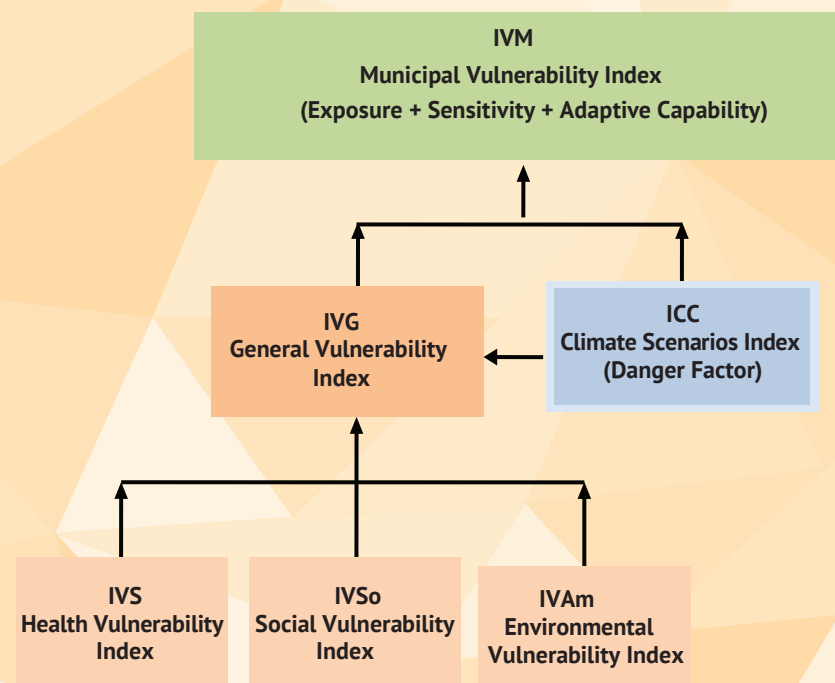 IVM
Municipal Vulnerability Index
(Exposure + Sensitivity + Adaptive Capability)
IVG
General Vulnerability
Index
ICC
Climate Scenarios Index
(Danger Factor)
IVS
Health Vulnerability
Index
IVSo
Social Vulnerability
Index
IVAm
Environmental
Vulnerability Index